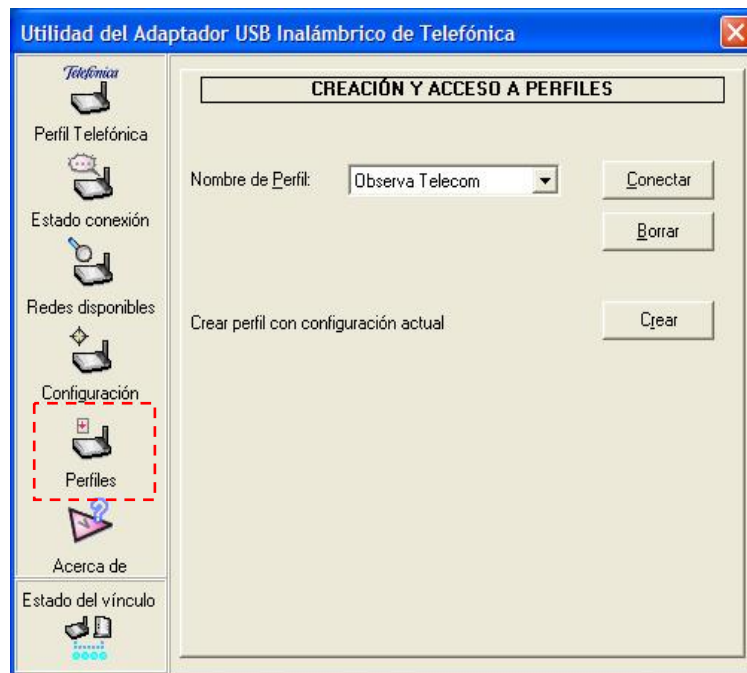 Utilidad del Adaptador USB Inalámbrico de Telefónica
Telefónica
Perfil Telefónica
Estado conexión
Redes disponibles
Configuración
Perfiles
Acerca de
Estado del vínculo
CREACIÓN Y ACCESO A PERFILES
Nombre de Perfil:
Observa Telecom
Conectar
Borrar
Crear perfil con configuración actual
Crear